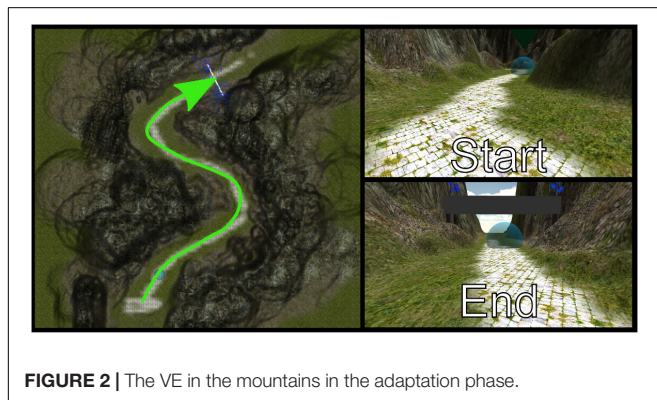 Start
End
FIGURE 2 | The VE in the mountains in the adaptation phase.